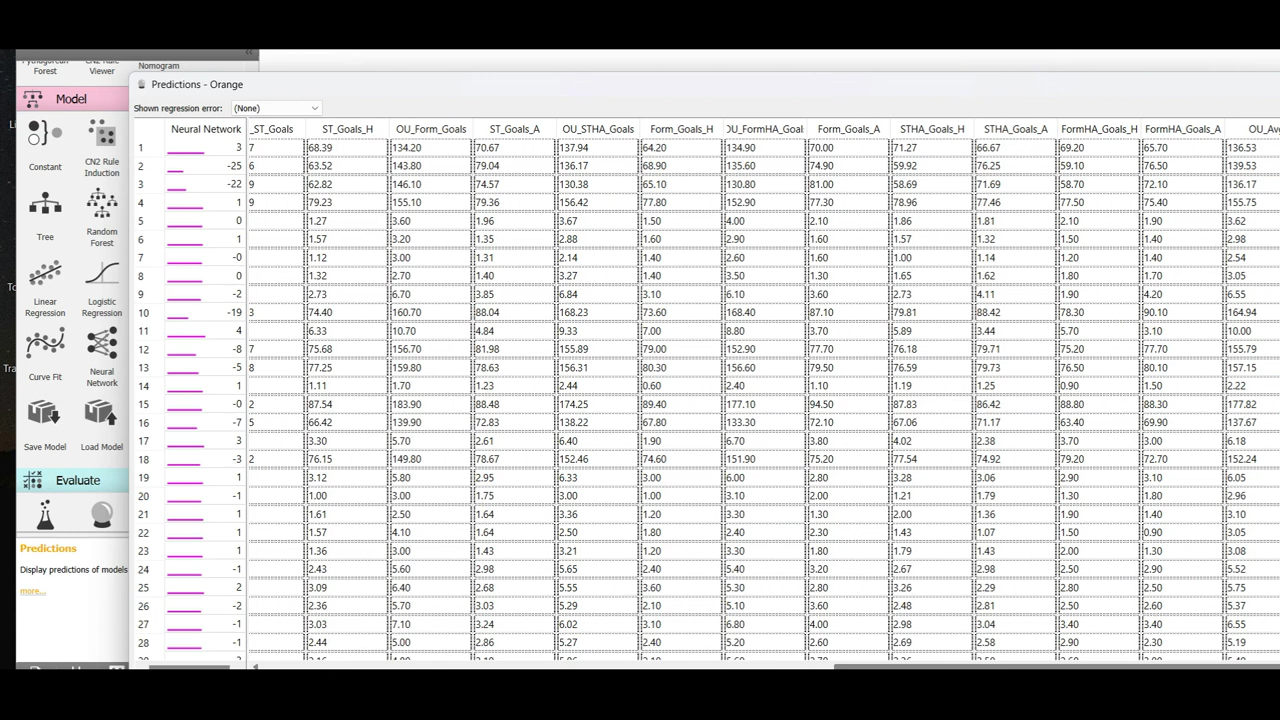 Forest Viewer Nomogram
Predictions - Orange
Model
Shown regression error: (None)
Neural Network _ST_Goals ST_Goals_H OU_Form_Goals ST_Goals_A OU_STHA_Goals Form_Goals_H OU_FormHA_Goal Form_Goals_A STHA_Goals_H STHA_Goals_A FormHA_Goals_H FormHA_Goals_A OU_Av
1 3 7 68.39 134.20 70.67 137.94 64.20 134.90 70.00 71.27 66.67 69.20 65.70 136.53
2 -25 6 63.52 143.80 79.04 136.17 68.90 135.60 74.90 59.92 76.25 59.10 76.50 139.53
3 -22 9 62.82 146.10 74.57 130.38 65.10 130.80 81.00 58.69 71.69 58.70 72.10 136.17
4 1 9 79.23 155.10 79.36 156.42 77.80 152.90 77.30 78.96 77.46 77.50 75.40 155.75
5 0 1.27 3.60 1.96 3.67 1.50 4.00 2.10 1.86 1.81 2.10 1.90 3.62
6 1 1.57 3.20 1.35 2.88 1.60 2.90 1.60 1.57 1.32 1.50 1.40 2.98
7 -0 1.12 3.00 1.31 2.14 1.40 2.60 1.60 1.00 1.14 1.20 1.40 2.54
8 0 1.32 2.70 1.40 3.27 1.40 3.50 1.30 1.65 1.62 1.80 1.70 3.05
9 -2 2.73 6.70 3.85 6.84 3.10 6.10 3.60 2.73 4.11 1.90 4.20 6.55
10 -19 3 74.40 160.70 88.04 168.23 73.60 168.40 87.10 79.81 88.42 78.30 90.10 164.94
11 4 6.33 10.70 4.84 9.33 7.00 8.80 3.70 5.89 3.44 5.70 3.10 10.00
12 -8 7 75.68 156.70 81.98 155.89 79.00 152.90 77.70 76.18 79.71 75.20 77.70 155.79
13 -5 8 77.25 159.80 78.63 156.31 80.30 156.60 79.50 76.59 79.73 76.50 80.10 157.15
14 1 1.11 1.70 1.23 2.44 0.60 2.40 1.10 1.19 1.25 0.90 1.50 2.22
15 -0 2 87.54 183.90 88.48 174.25 89.40 177.10 94.50 87.83 86.42 88.80 88.30 177.82
16 -7 5 66.42 139.90 72.83 138.22 67.80 133.30 72.10 67.06 71.17 63.40 69.90 137.67
17 3 3.30 5.70 2.61 6.40 1.90 6.70 3.80 4.02 2.38 3.70 3.00 6.18
18 -3 2 76.15 149.80 78.67 152.46 74.60 151.90 75.20 77.54 74.92 79.20 72.70 152.24
19 1 3.12 5.80 2.95 6.33 3.00 6.00 2.80 3.28 3.06 2.90 3.10 6.05
20 -1 1.00 3.00 1.75 3.00 1.00 3.10 2.00 1.21 1.79 1.30 1.80 2.96
21 1 1.61 2.50 1.64 3.36 1.20 3.30 1.30 2.00 1.36 1.90 1.40 3.10
22 1 1.57 4.10 1.64 2.50 1.80 2.40 2.30 1.43 1.07 1.50 0.90 3.05
23 1 1.36 3.00 1.43 3.21 1.20 3.30 1.80 1.79 1.43 2.00 1.30 3.08
24 -1 2.43 5.60 2.98 5.65 2.40 5.40 3.20 2.67 2.98 2.50 2.90 5.52
25 2 3.09 6.40 2.68 5.55 3.60 5.30 2.80 3.26 2.29 2.80 2.50 5.75
26 -2 2.36 5.70 3.03 5.29 2.10 5.10 3.60 2.48 2.81 2.50 2.60 5.37
27 -1 3.03 7.10 3.24 6.02 3.10 6.80 4.00 2.98 3.04 3.40 3.40 6.55
28 -1 2.44 5.00 2.86 5.27 2.40 5.20 2.60 2.69 2.58 2.90 2.30 5.19
Constant
CN2 Rule
Induction
Tree
Random
Forest
Linear
Regression
Logistic
Regression
Curve Fit
Neural
Network
Save Model
Load Model
Evaluate
Predictions
Display predictions of models
more...